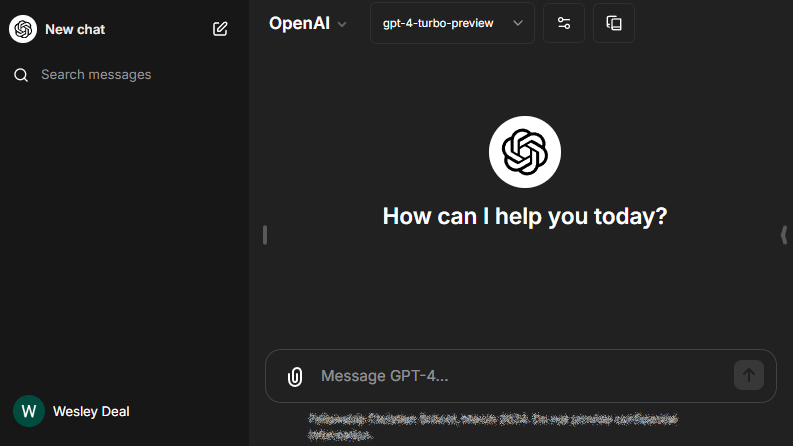 New chat
OpenAI
gpt-4-turbo-preview
Search messages
How can I help you today?
Message GPT-4...
W
Wesley Deal